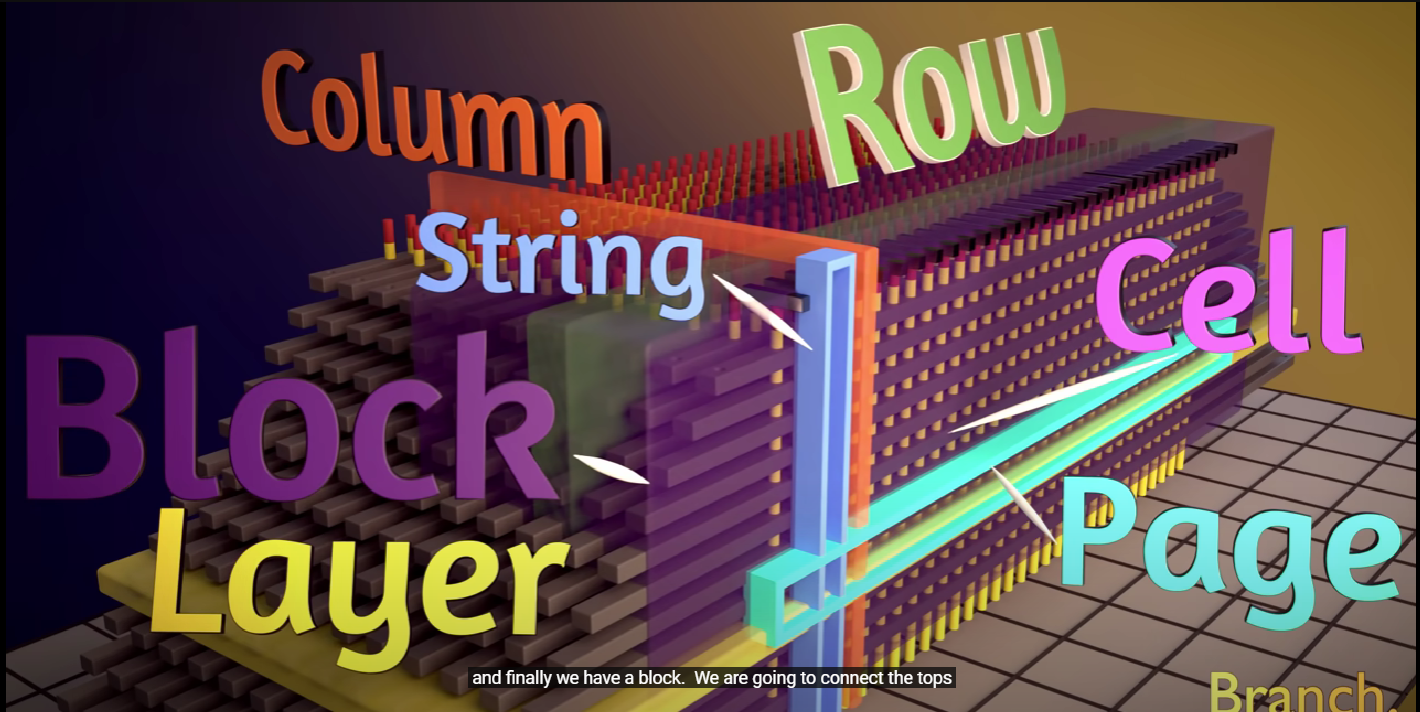 Column
Row
String
Cell
Block
Page
Layer
and finally we have a block.  We are going to connect the tops
Branch.